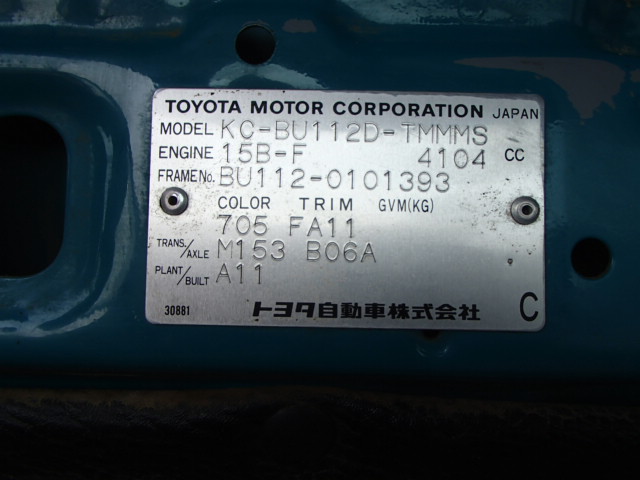 TOYOTA MOTOR CORPORATION JAPAN
MODEL KC-BU112D-TMMMS
ENGINE 15B-F 4104 CC
FRAME No. BU112-0101393
COLOR TRIM GVM(KG)
705 FA11
TRANS./AXLE M153 B06A
PLANT/BUILT A11
30881 トヨタ自動車株式会社 C